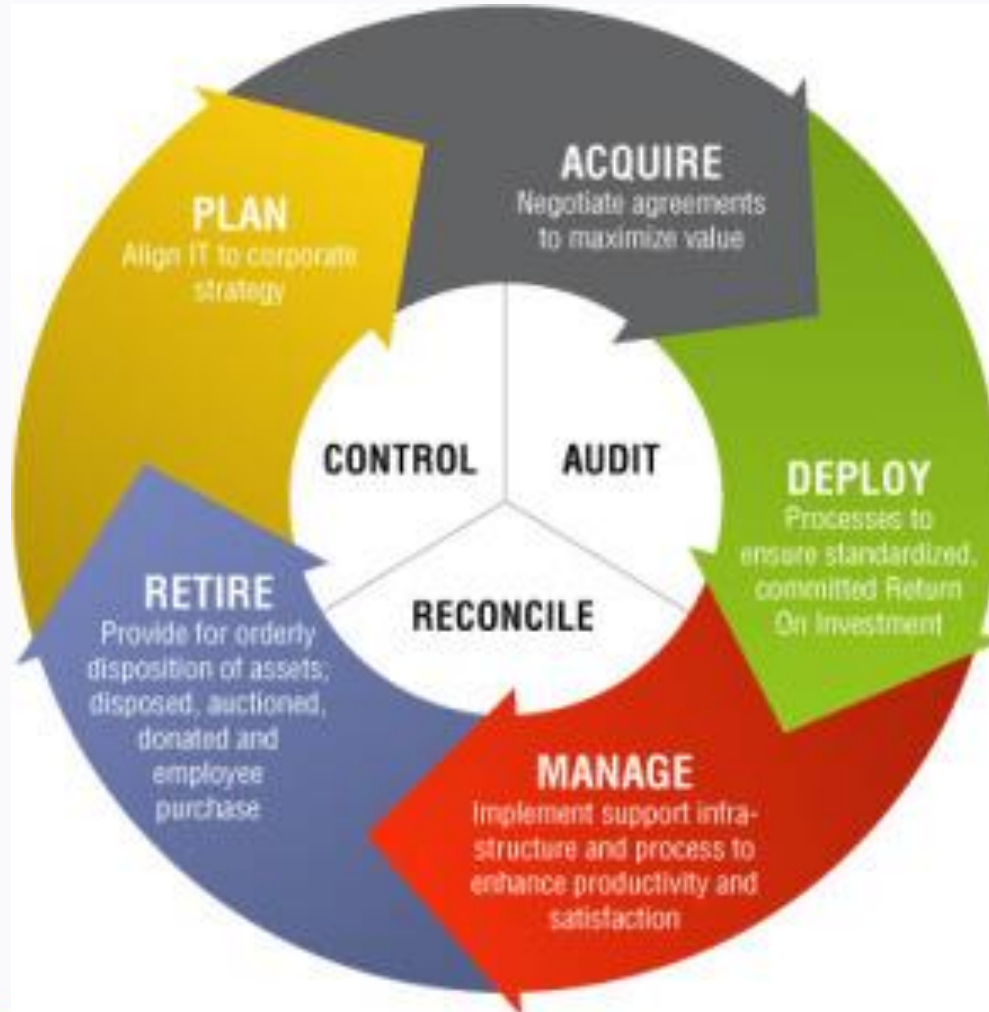 PLAN
Align IT to corporate
strategy
ACQUIRE
Negotiate agreements
to maximize value
DEPLOY
Processes to
ensure standardized,
committed Return
On Investment
MANAGE
Implement support infra-
structure and process to
enhance productivity and
satisfaction
RETIRE
Provide for orderly
disposition of assets;
disposed, auctioned,
donated and
employee
purchase
CONTROL
AUDIT
RECONCILE